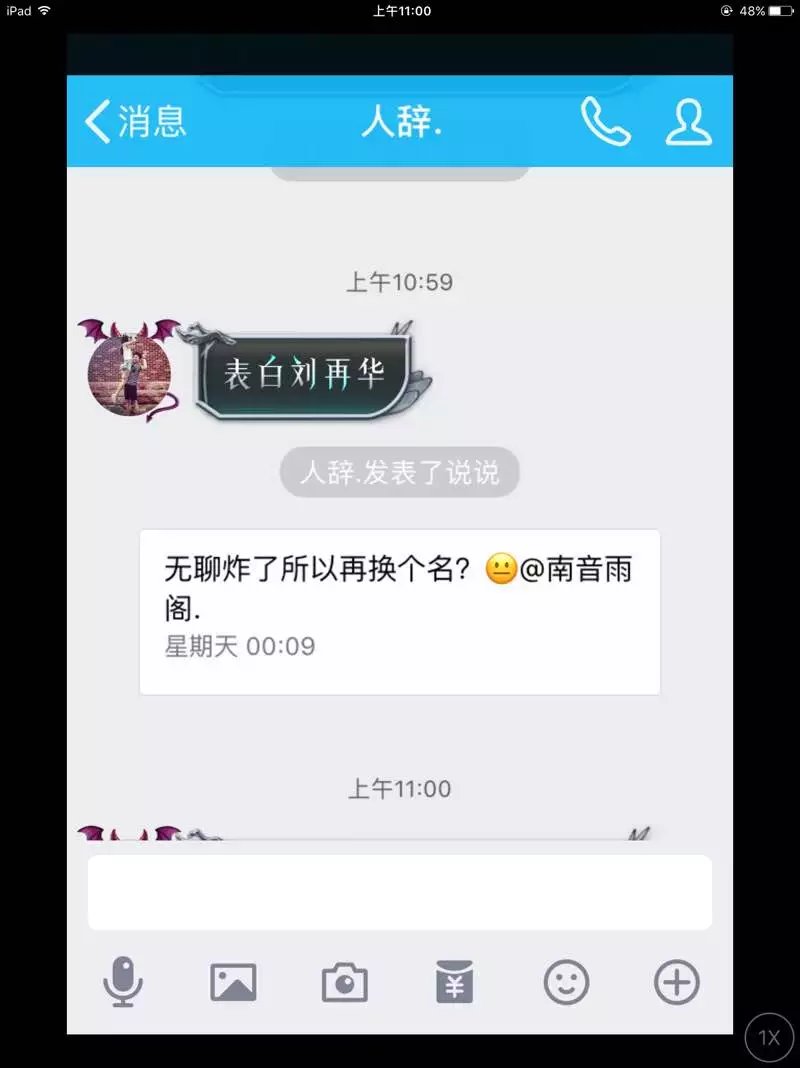 iPad 上午11:00 48%
消息 人辞.
上午10:59
表白刘再华
人辞.发表了说说
无聊炸了所以再换个名？😐@南音雨
阁.
星期天 00:09
上午11:00
¥
1X